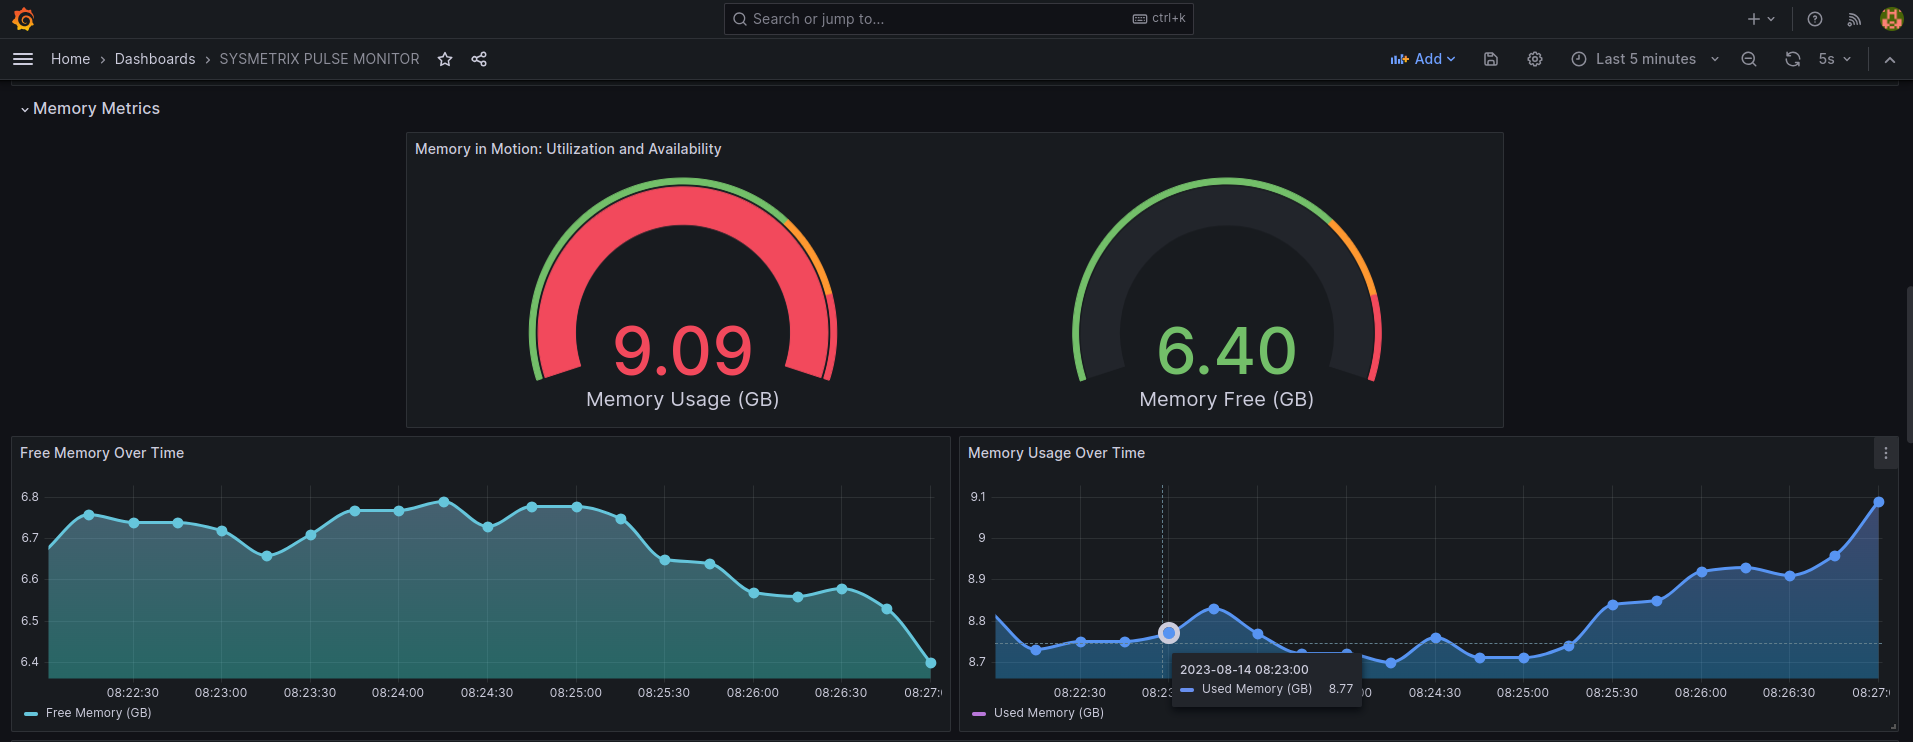 Search or jump to... ctrl+k
Home › Dashboards › SYSMETRIX PULSE MONITOR Add Last 5 minutes 5s
Memory Metrics
Memory in Motion: Utilization and Availability
9.09
Memory Usage (GB)
6.40
Memory Free (GB)
Free Memory Over Time
6.8
6.7
6.6
6.5
6.4
08:22:30 08:23:00 08:23:30 08:24:00 08:24:30 08:25:00 08:25:30 08:26:00 08:26:30 08:27:
Free Memory (GB)
Memory Usage Over Time
9.1
9
8.9
8.8
8.7
2023-08-14 08:23:00
Used Memory (GB) 8.77
08:22:30 08:23 00 08:24:30 08:25:00 08:25:30 08:26:00 08:26:30 08:27:
Used Memory (GB)